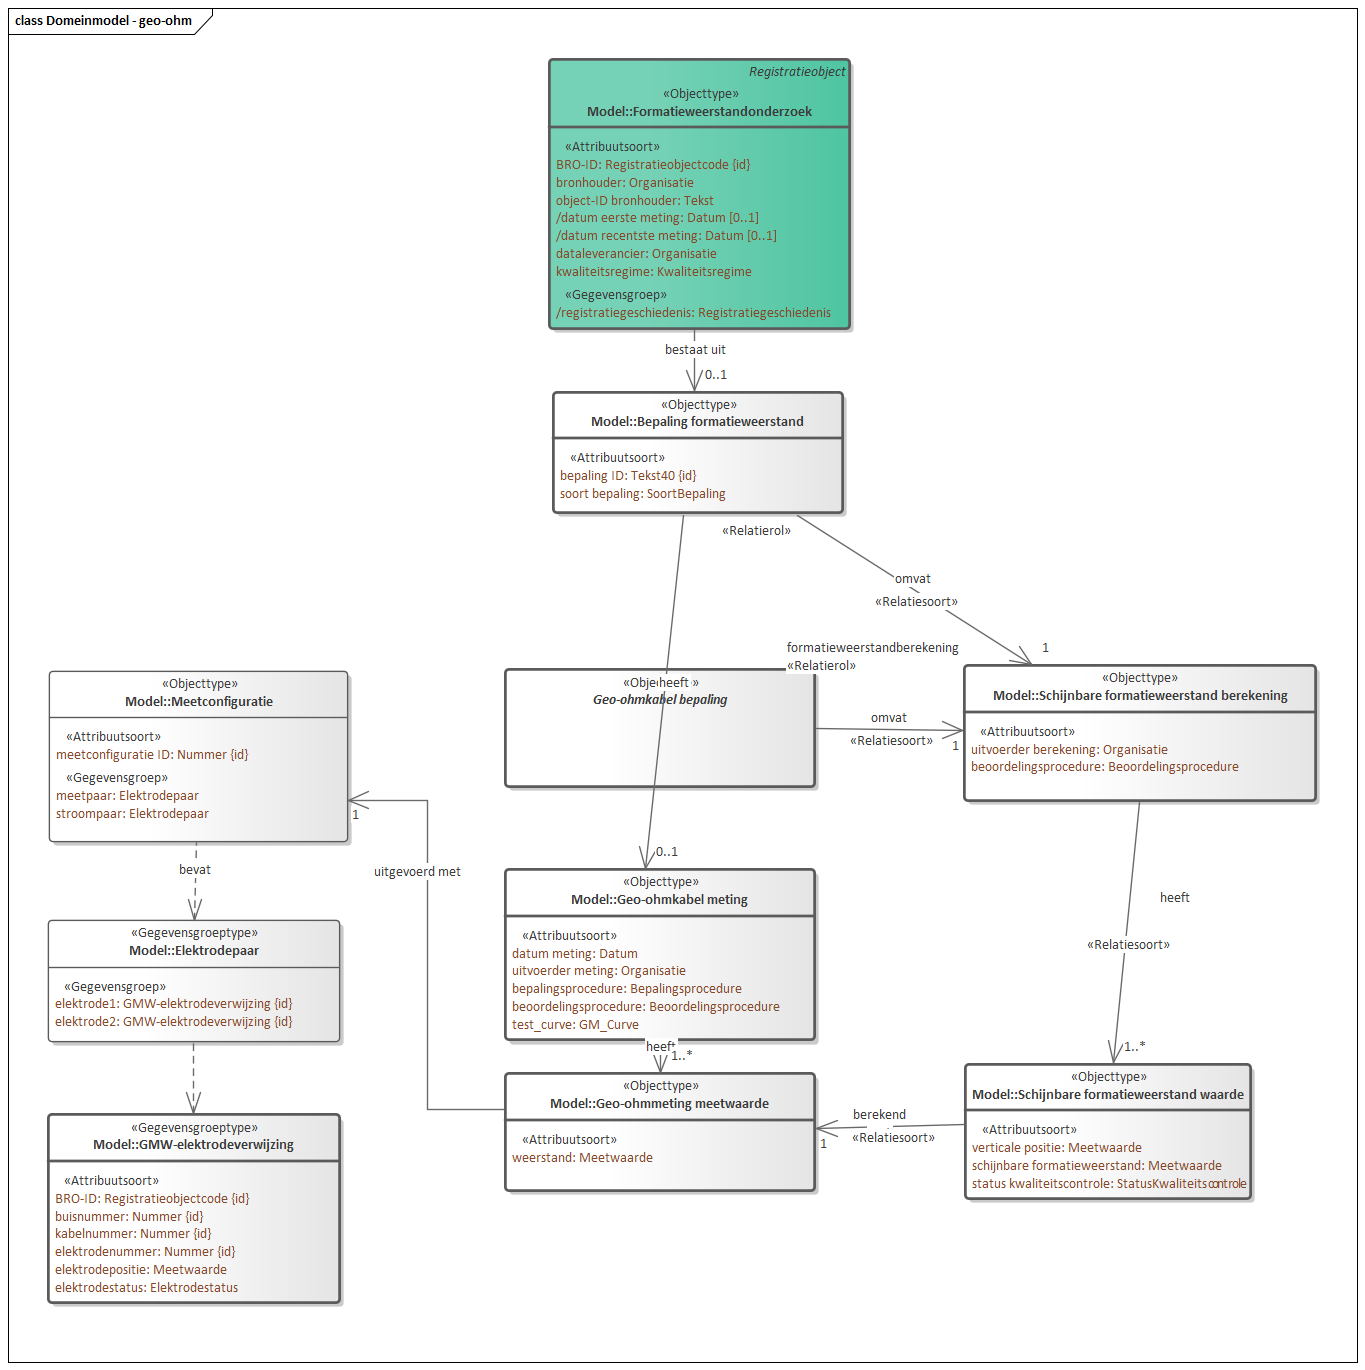 class Domeinmodel - geo-ohm
Registratieobject
«Objecttype»
Model::Formatieweerstandonderzoek
«Attribuutsoort»
BRO-ID: Registratieobjectcode {id}
bronhouder: Organisatie
object-ID bronhouder: Tekst
/datum eerste meting: Datum [0..1]
/datum recentste meting: Datum [0..1]
dataleverancier: Organisatie
kwaliteitsregime: Kwaliteitsregime
«Gegevensgroep»
/registratiegeschiedenis: Registratiegeschiedenis
bestaat uit
0..1
«Objecttype»
Model::Bepaling formatieweerstand
«Attribuutsoort»
bepaling ID: Tekst40 {id}
soort bepaling: SoortBepaling
«Relatierol»
omvat
«Relatiesoort»
1
formatieweerstandberekening
«Relatierol»
omvat
«Relatiesoort»
1
heeft
Geo-ohmkabel bepaling
«Objecttype»
Model::Schijnbare formatieweerstand berekening
«Attribuutsoort»
uitvoerder berekening: Organisatie
beoordelingsprocedure: Beoordelingsprocedure
«Objecttype»
Model::Meetconfiguratie
«Attribuutsoort»
meetconfiguratie ID: Nummer {id}
«Gegevensgroep»
meetpaar: Elektrodepaar
stroompaar: Elektrodepaar
1
uitgevoerd met
bevat
0..1
«Objecttype»
Model::Geo-ohmkabel meting
«Attribuutsoort»
datum meting: Datum
uitvoerder meting: Organisatie
bepalingsprocedure: Bepalingsprocedure
beoordelingsprocedure: Beoordelingsprocedure
test_curve: GM_Curve
heeft
«Relatiesoort»
1..*
«Gegevensgroeptype»
Model::Elektrodepaar
«Gegevensgroep»
elektrode1: GMW-elektrodeverwijzing {id}
elektrode2: GMW-elektrodeverwijzing {id}
heeft
1..*
«Objecttype»
Model::Geo-ohmmeting meetwaarde
«Attribuutsoort»
weerstand: Meetwaarde
berekend
«Relatiesoort»
1
«Objecttype»
Model::Schijnbare formatieweerstand waarde
«Attribuutsoort»
verticale positie: Meetwaarde
schijnbare formatieweerstand: Meetwaarde
status kwaliteitscontrole: StatusKwaliteitscontrole
«Gegevensgroeptype»
Model::GMW-elektrodeverwijzing
«Attribuutsoort»
BRO-ID: Registratieobjectcode {id}
buisnummer: Nummer {id}
kabelnummer: Nummer {id}
elektrodenummer: Nummer {id}
elektrodepositie: Meetwaarde
elektrodestatus: Elektrodestatus